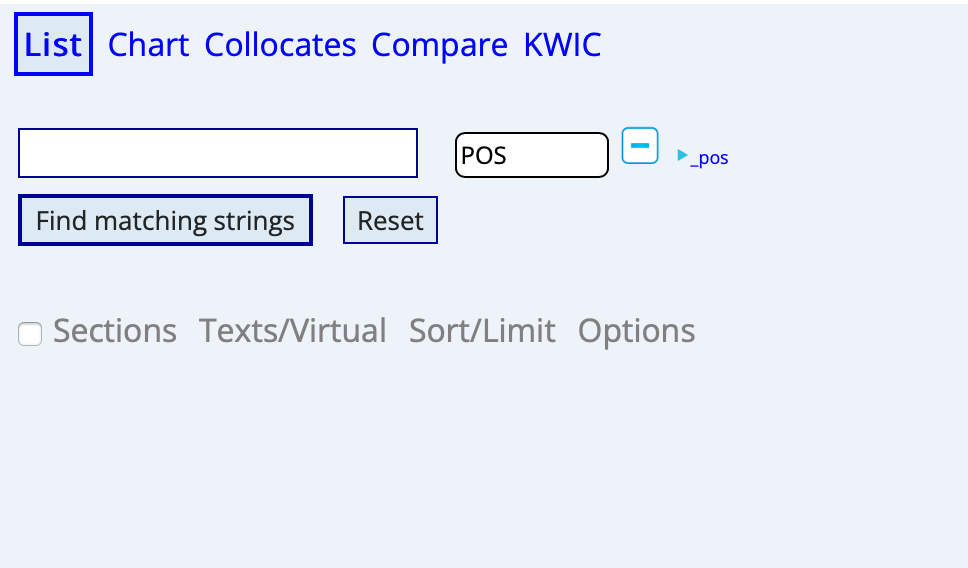 List Chart Collocates Compare KWIC
POS _pos
Find matching strings Reset
Sections Texts/Virtual Sort/Limit Options